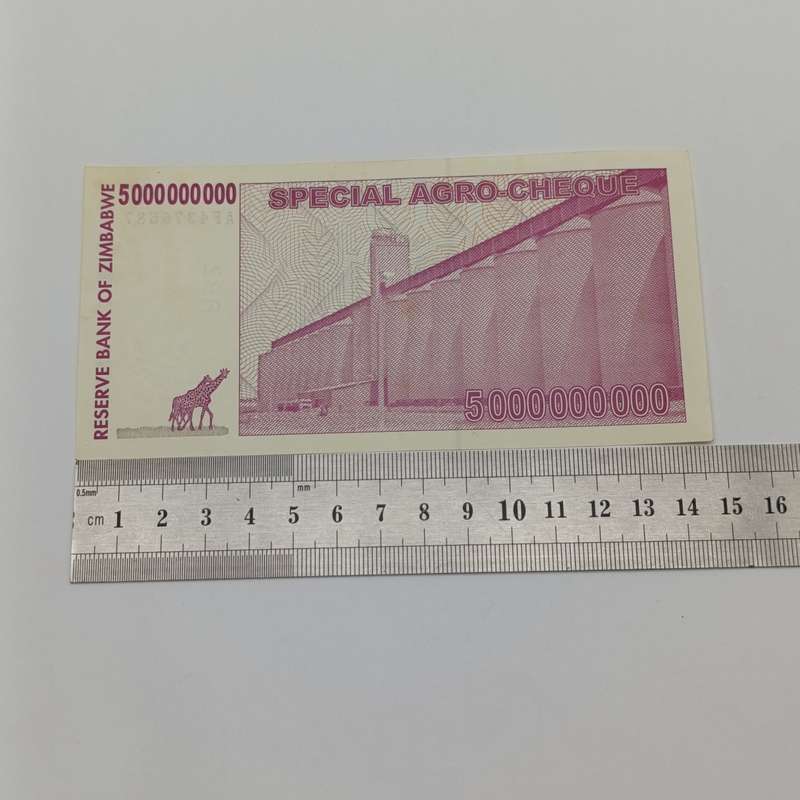 5000000000
SPECIAL AGRO-CHEQUE
RESERVE BANK OF ZIMBABWE
5000000000
0.5mm
mm
cm 1 2 3 4 5 6 7 8 9 10 11 12 13 14 15 16